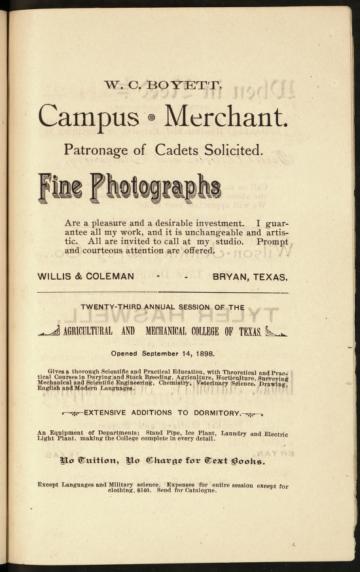 W. C. BOYETT.
Campus • Merchant.
Patronage of Cadets Solicited.
Fine Photographs
Are a pleasure and a desirable investment. I guar-
antee all my work, and it is unchangeable and artis-
tic. All are invited to call at my studio. Prompt
and courteous attention are offered.
WILLIS & COLEMAN - - BRYAN, TEXAS.
TWENTY-THIRD ANNUAL SESSION OF THE
AGRICULTURAL AND MECHANICAL COLLEGE OF TEXAS.
Opened September 14, 1898.
Gives a thorough Scientific and Practical Education, with Theoretical and Prac-
tical Courses in Darying and Stock Breeding, Agriculture, Horticulture, Surveying
Mechanical and Scientific Engineering, Chemistry, Veterinary Science, Drawing,
English and Modern Languages.
EXTENSIVE ADDITIONS TO DORMITORY.
An Equipment of Departments; Stand Pipe, Ice Plant, Laundry and Electric
Light Plant, making the College complete in every detail.
No Tuition, No Charge for Text Books.
Except Languages and Military science. Expenses for entire session except for
clothing, $140. Send for Catalogue.